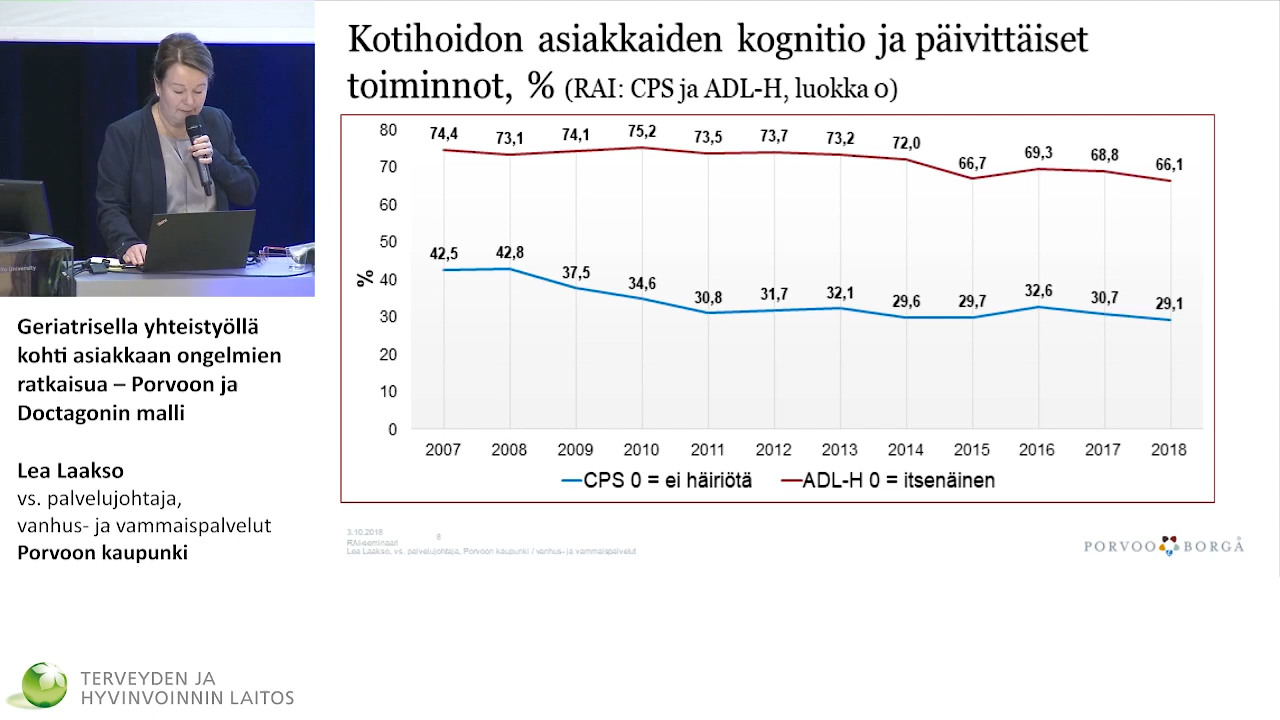 Kotihoidon asiakkaiden kognitio ja päivittäiset
toiminnot, % (RAI: CPS ja ADL-H, luokka 0)
80
70
60
50
40
30
20
10
0
%
74,4 73,1 74,1 75,2 73,5 73,7 73,2 72,0 66,7 69,3 68,8 66,1
42,5 42,8 37,5 34,6 30,8 31,7 32,1 29,6 29,7 32,6 30,7 29,1
2007 2008 2009 2010 2011 2012 2013 2014 2015 2016 2017 2018
CPS 0 = ei häiriötä ADL-H 0 = itsenäinen
3.10.2018 8
RAI-seminaari
Lea Laakso, vs. palvelujohtaja, Porvoon kaupunki / vanhus- ja vammaispalvelut
PORVOO BORGÅ
Geriatrisella yhteistyöllä
kohti asiakkaan ongelmien
ratkaisua – Porvoon ja
Doctagonin malli
Lea Laakso
vs. palvelujohtaja,
vanhus- ja vammaispalvelut
Porvoon kaupunki
TERVEYDEN JA
HYVINVOINNIN LAITOS